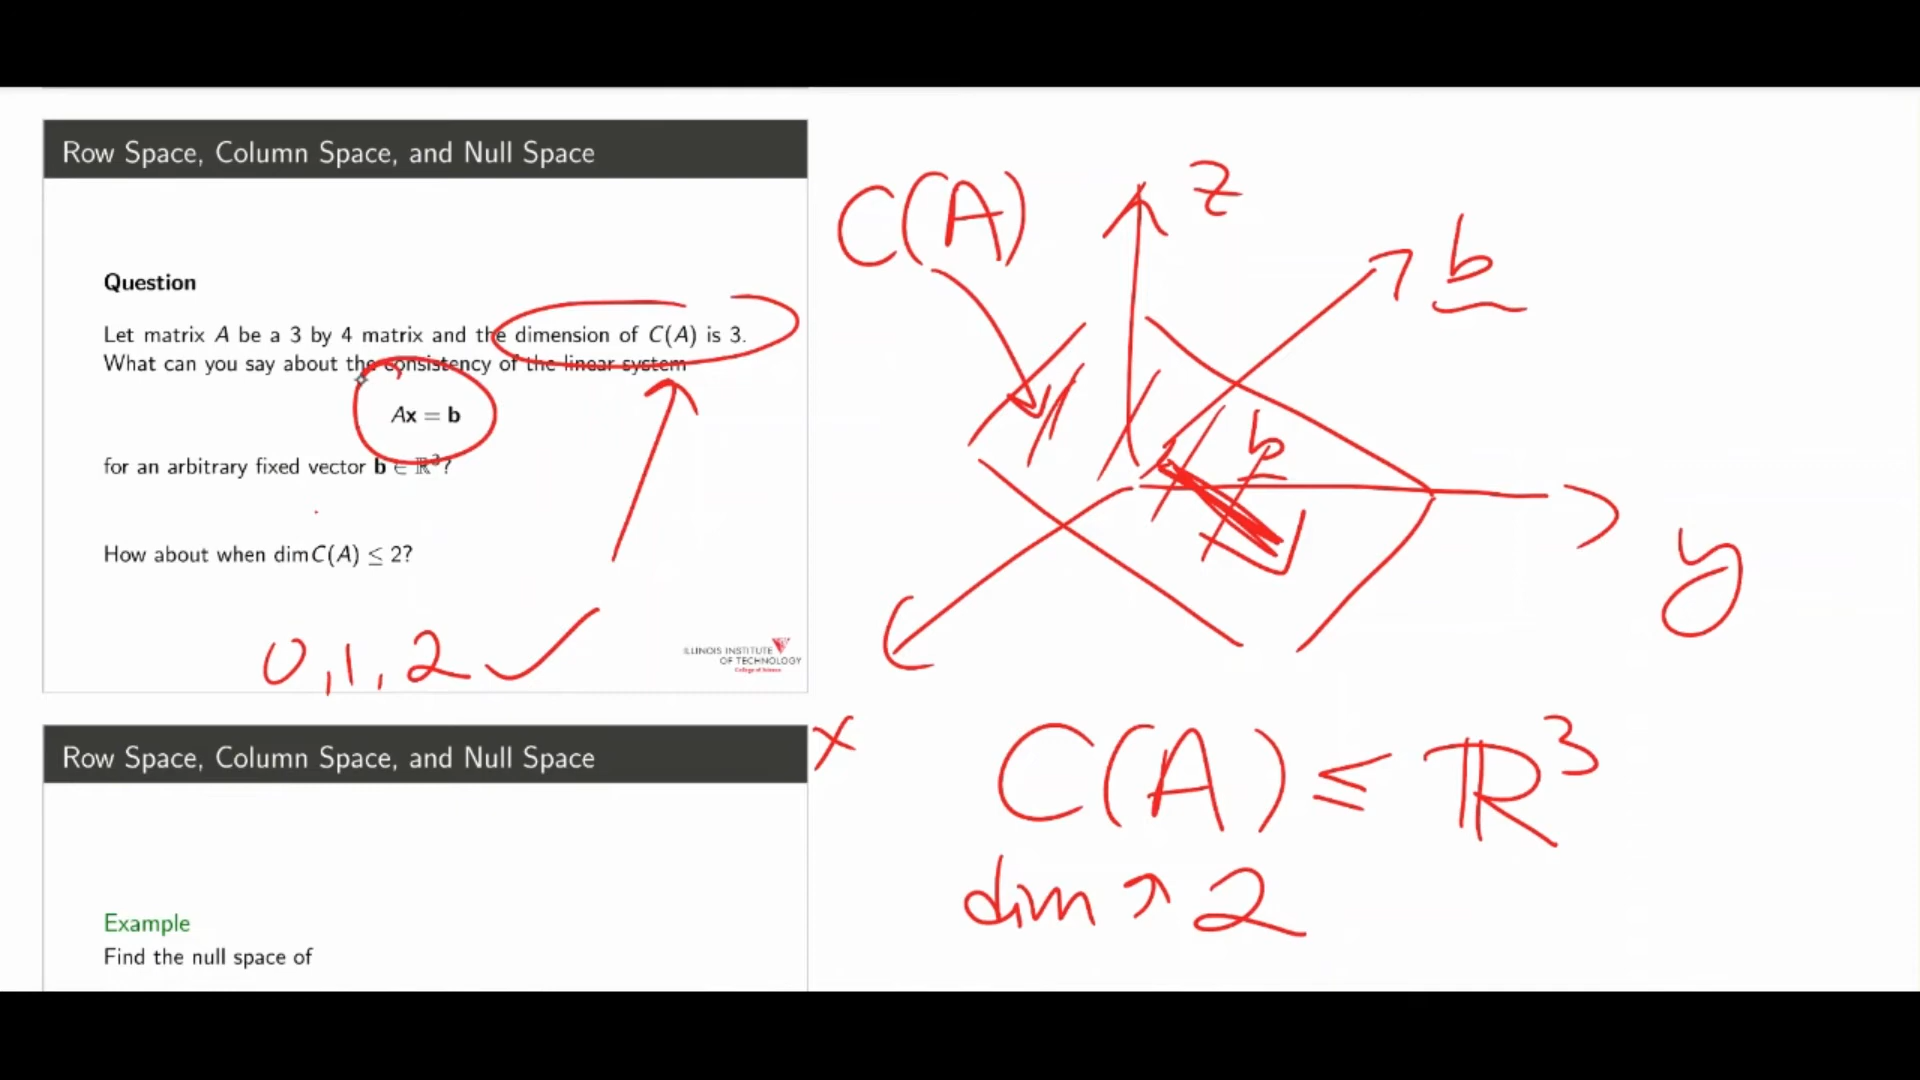 Row Space, Column Space, and Null Space
Question
Let matrix A be a 3 by 4 matrix and the dimension of C(A) is 3.
What can you say about the consistency of the linear system
Ax = b
for an arbitrary fixed vector b ∈ ℝ³?
How about when dim C(A) ≤ 2?
0, 1, 2 ✓
ILLINOIS INSTITUTE
OF TECHNOLOGY
College of Science
C(A)
z
b
b
y
x
C(A) ≤ ℝ³
dim → 2
Row Space, Column Space, and Null Space
Example
Find the null space of